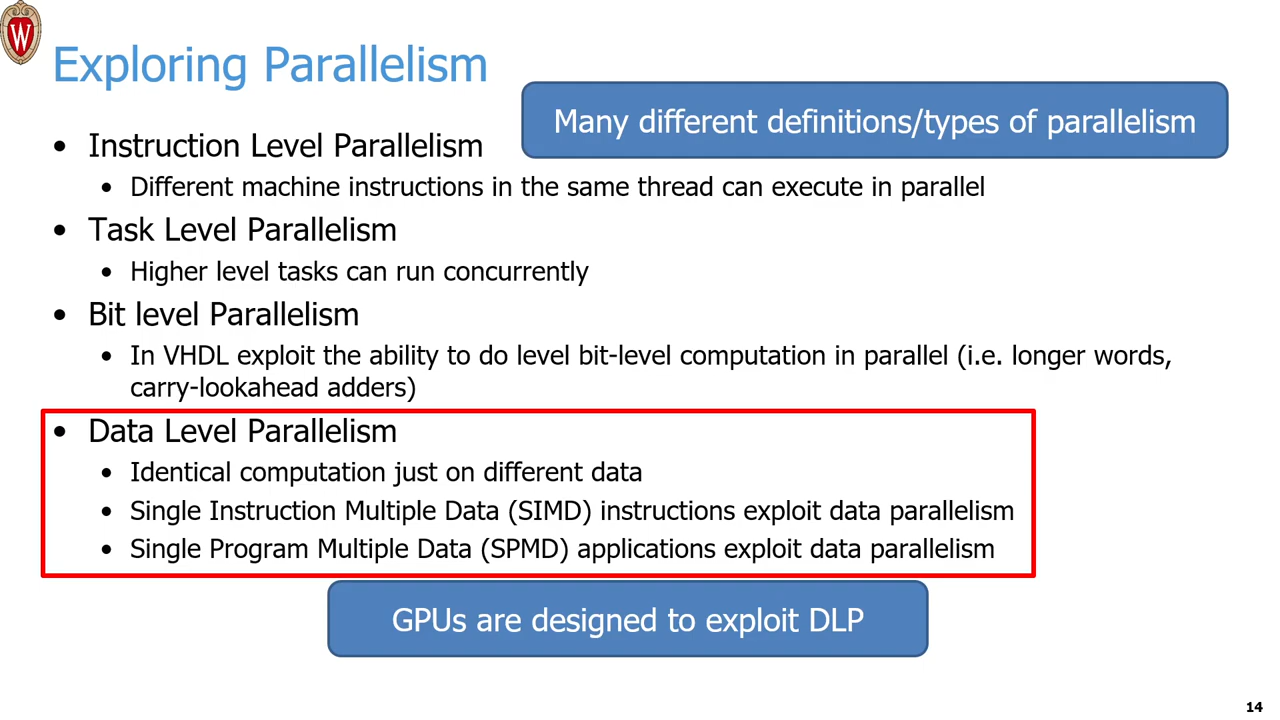 W
Exploring Parallelism
Many different definitions/types of parallelism
• Instruction Level Parallelism
• Different machine instructions in the same thread can execute in parallel
• Task Level Parallelism
• Higher level tasks can run concurrently
• Bit level Parallelism
• In VHDL exploit the ability to do level bit-level computation in parallel (i.e. longer words,
carry-lookahead adders)
• Data Level Parallelism
• Identical computation just on different data
• Single Instruction Multiple Data (SIMD) instructions exploit data parallelism
• Single Program Multiple Data (SPMD) applications exploit data parallelism
GPUs are designed to exploit DLP
14